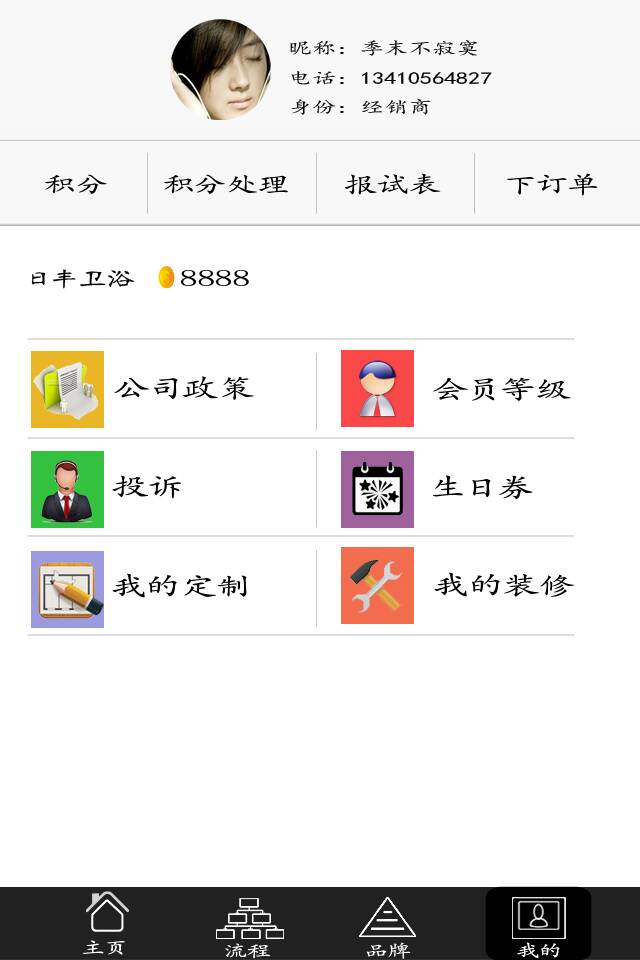 昵称：季末不寂寞
电话：13410564827
身份：经销商
积分 积分处理 报试表 下订单
日丰卫浴 8888
公司政策 会员等级
投诉 生日券
我的定制 我的装修
主页 流程 品牌 我的